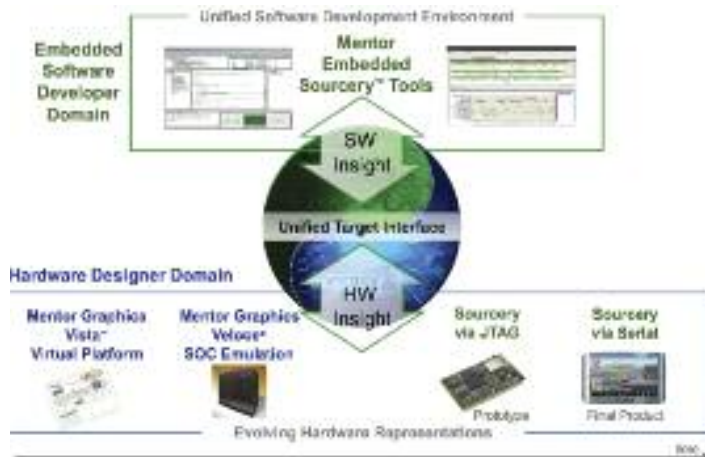 Unified Software Development Environment
Embedded
Software
Developer
Domain
Mentor
Embedded
Sourcery™ Tools
SW
Insight
Unified Target Interface
Hardware Designer Domain
HW
Insight
Mentor Graphics
Vista™
Virtual Platform
Mentor Graphics
Veloce®
SOC Emulation
Sourcery
via JTAG
Sourcery
via Serial
Prototype
Final Product
Evolving Hardware Representations